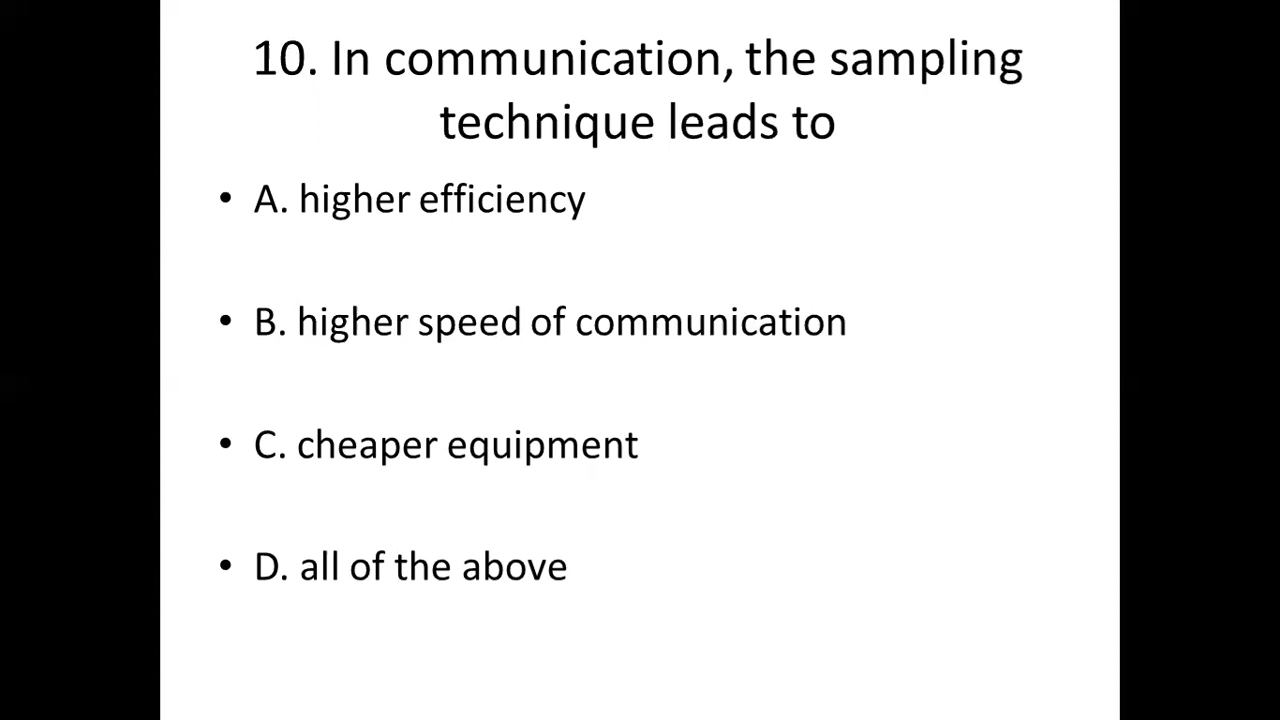 10. In communication, the sampling
technique leads to
• A. higher efficiency
• B. higher speed of communication
• C. cheaper equipment
• D. all of the above